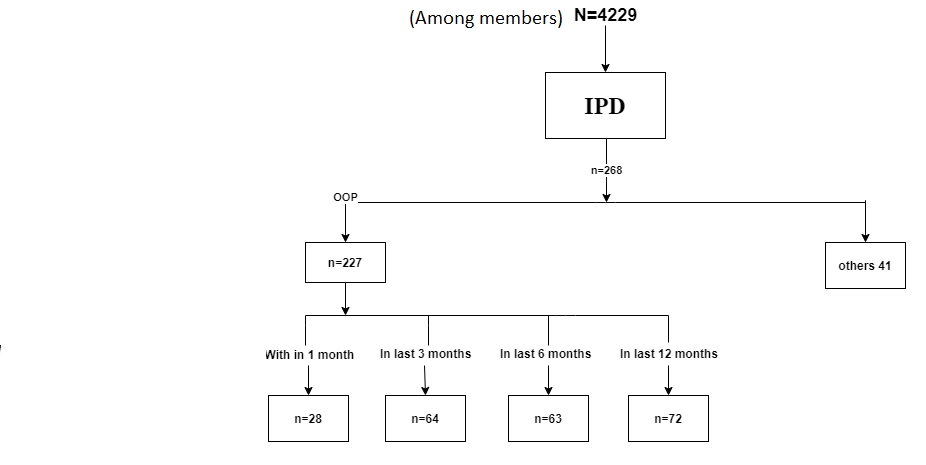 (Among members) N=4229
IPD
n=268
OOP
n=227
others 41
With in 1 month In last 3 months In last 6 months In last 12 months
n=28 n=64 n=63 n=72